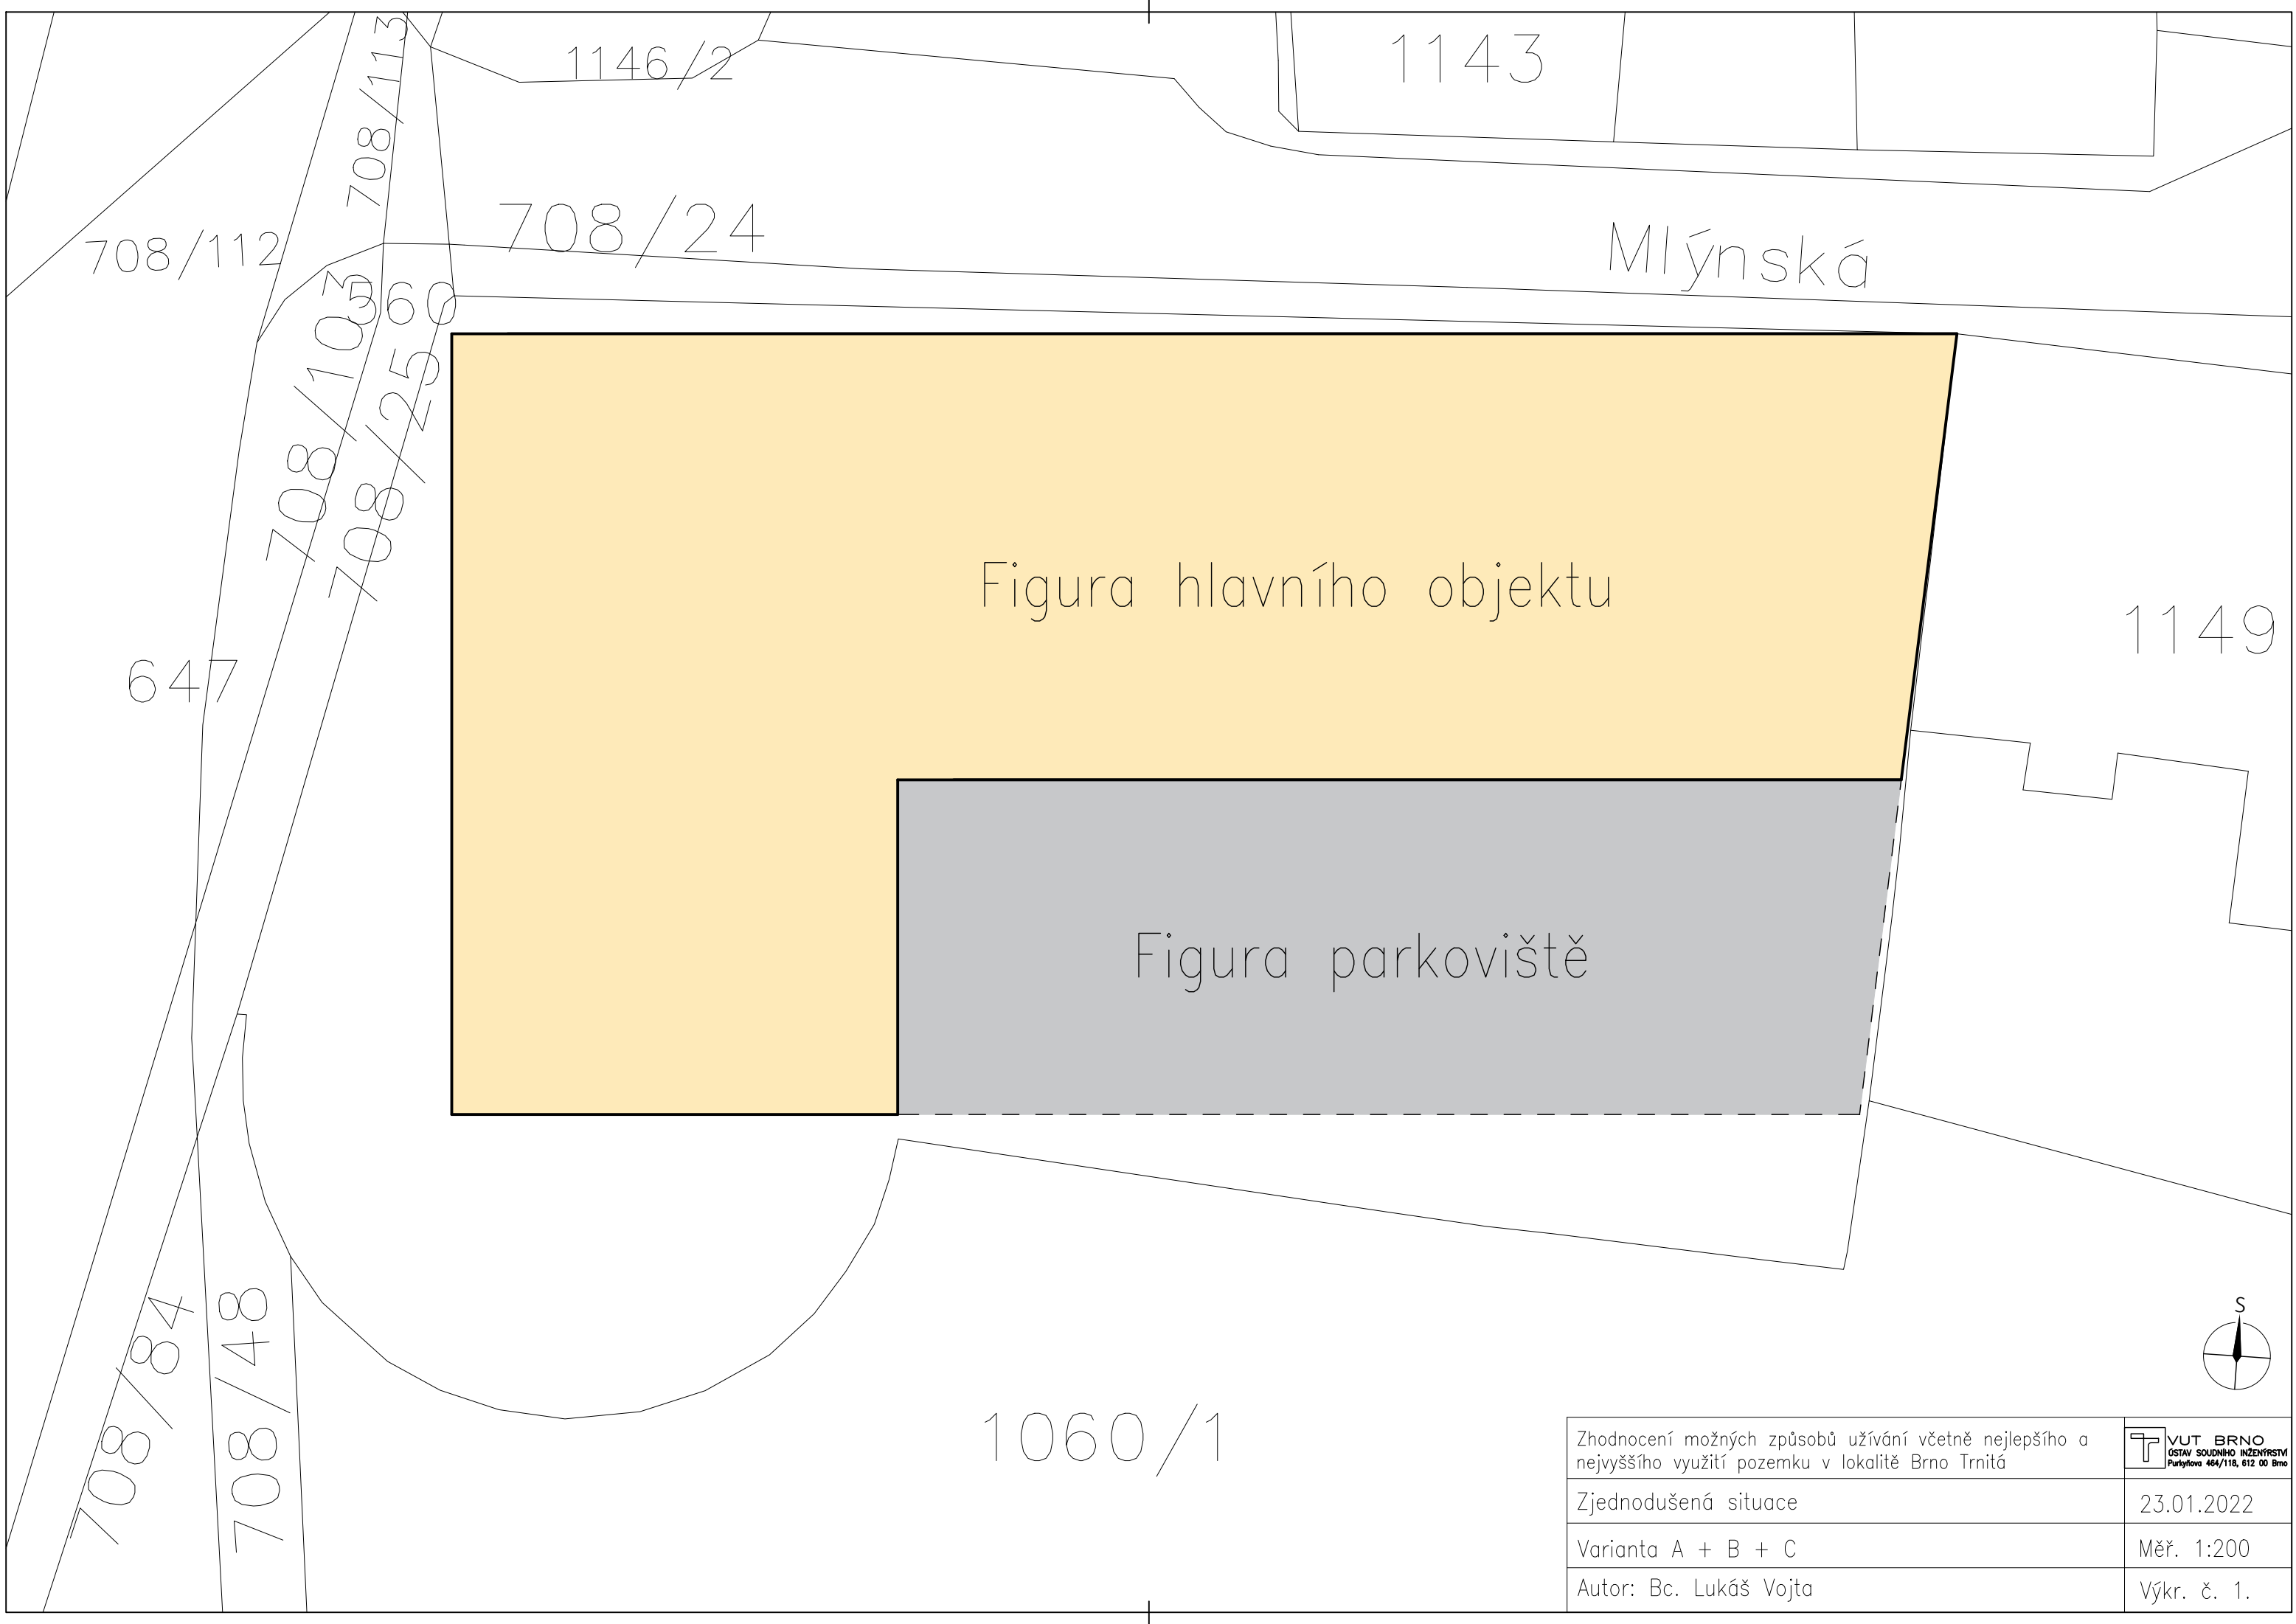 708/113
1146/2
1143
708/112
708/24
Mlýnská
560
708/103
708/25
Figura hlavního objektu
1149
647
Figura parkoviště
708/84
708/48
1060/1
S
Zhodnocení možných způsobů užívání včetně nejlepšího a
nejvyššího využití pozemku v lokalitě Brno Trnitá
VUT BRNO
ÚSTAV SOUDNÍHO INŽENÝRSTVÍ
Purkyňova 464/118, 612 00 Brno
Zjednodušená situace
23.01.2022
Varianta A + B + C
Měř. 1:200
Autor: Bc. Lukáš Vojta
Výkr. č. 1.